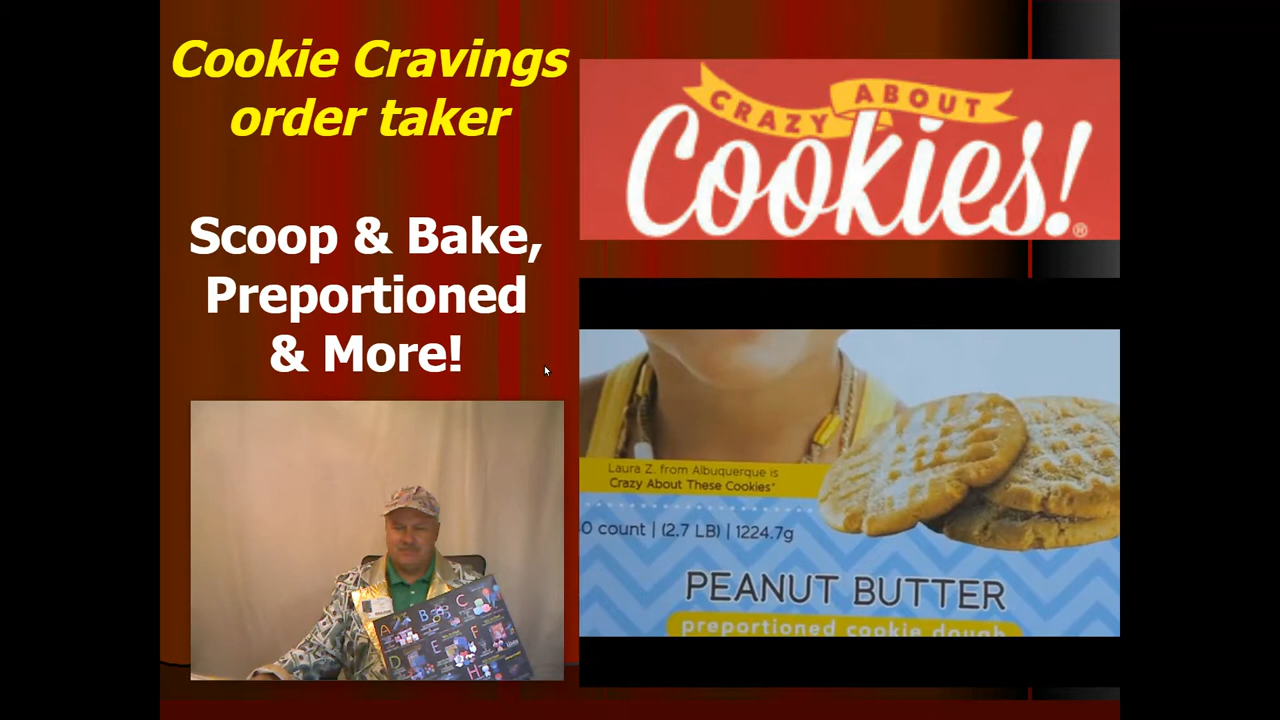 Cookie Cravings
order taker
Scoop & Bake,
Preportioned
& More!
CRAZY ABOUT
Cookies!®
Laura Z. from Albuquerque is
Crazy About These Cookies*
0 count | (2.7 LB) | 1224.7g
PEANUT BUTTER
preportioned cookie dough
A
B
C
D
E
F
H